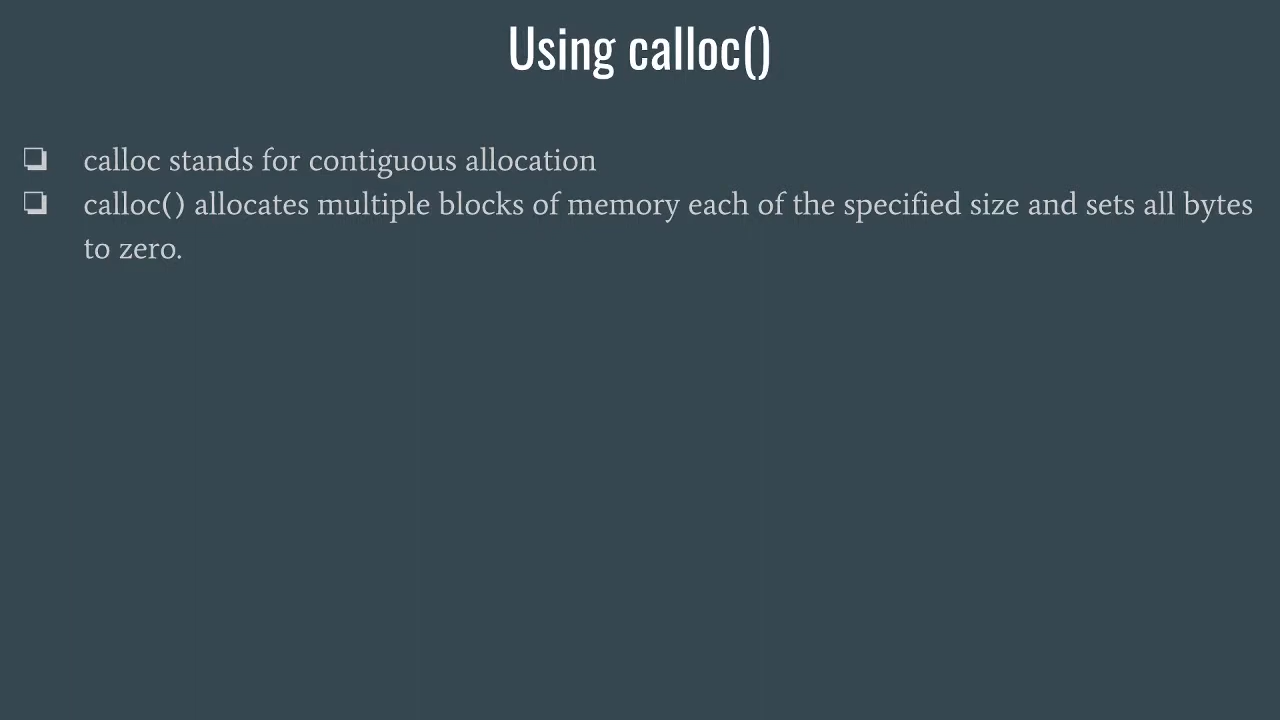 Using calloc()
❏ calloc stands for contiguous allocation
❏ calloc() allocates multiple blocks of memory each of the specified size and sets all bytes
to zero.